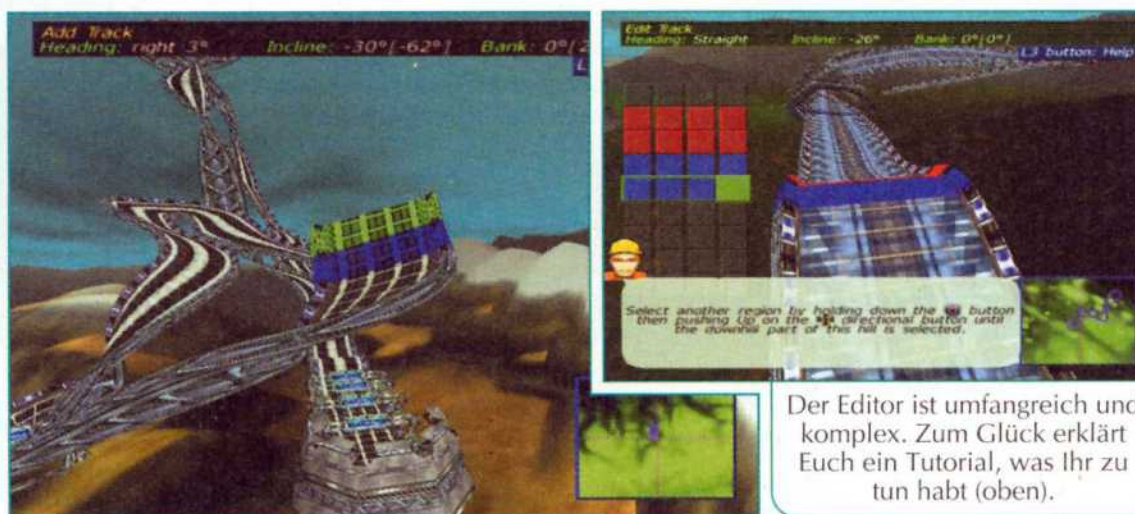 Add Track
Heading: right 3° Incline: -30°[-62°] Bank: 0°[2
Edit Track
Heading: Straight Incline: -26° Bank: 0°[0°]
L3 button: Help
Select another region by holding down the button
then pushing Up on the directional button until
the downhill part of this hill is selected.
Der Editor ist umfangreich und
komplex. Zum Glück erklärt
Euch ein Tutorial, was Ihr zu
tun habt (oben).